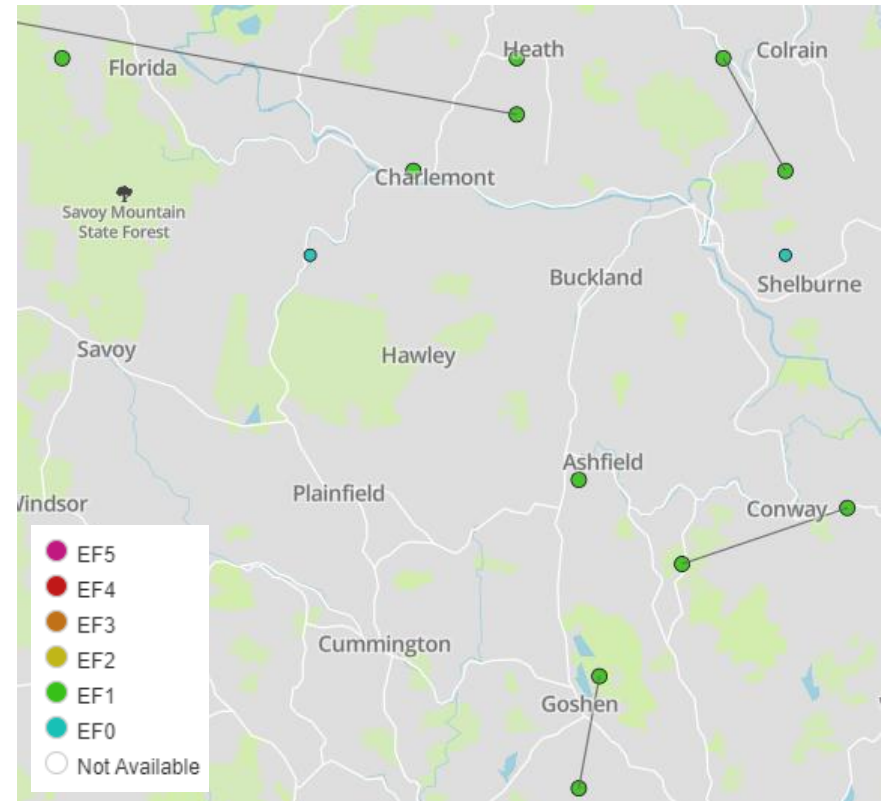 Heath
Colrain
Florida
Charlemont
Savoy Mountain
State Forest
Buckland
Shelburne
Savoy
Hawley
Ashfield
Plainfield
Conway
Cummington
Goshen
EF5
EF4
EF3
EF2
EF1
EF0
Not Available